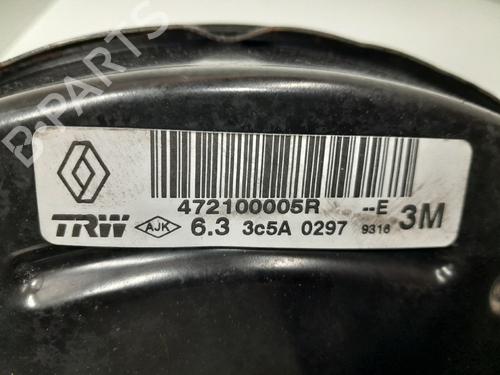 B-PARTS
472100005R --E
TRW AJK 6.3 3c5A 0297 9316 3M